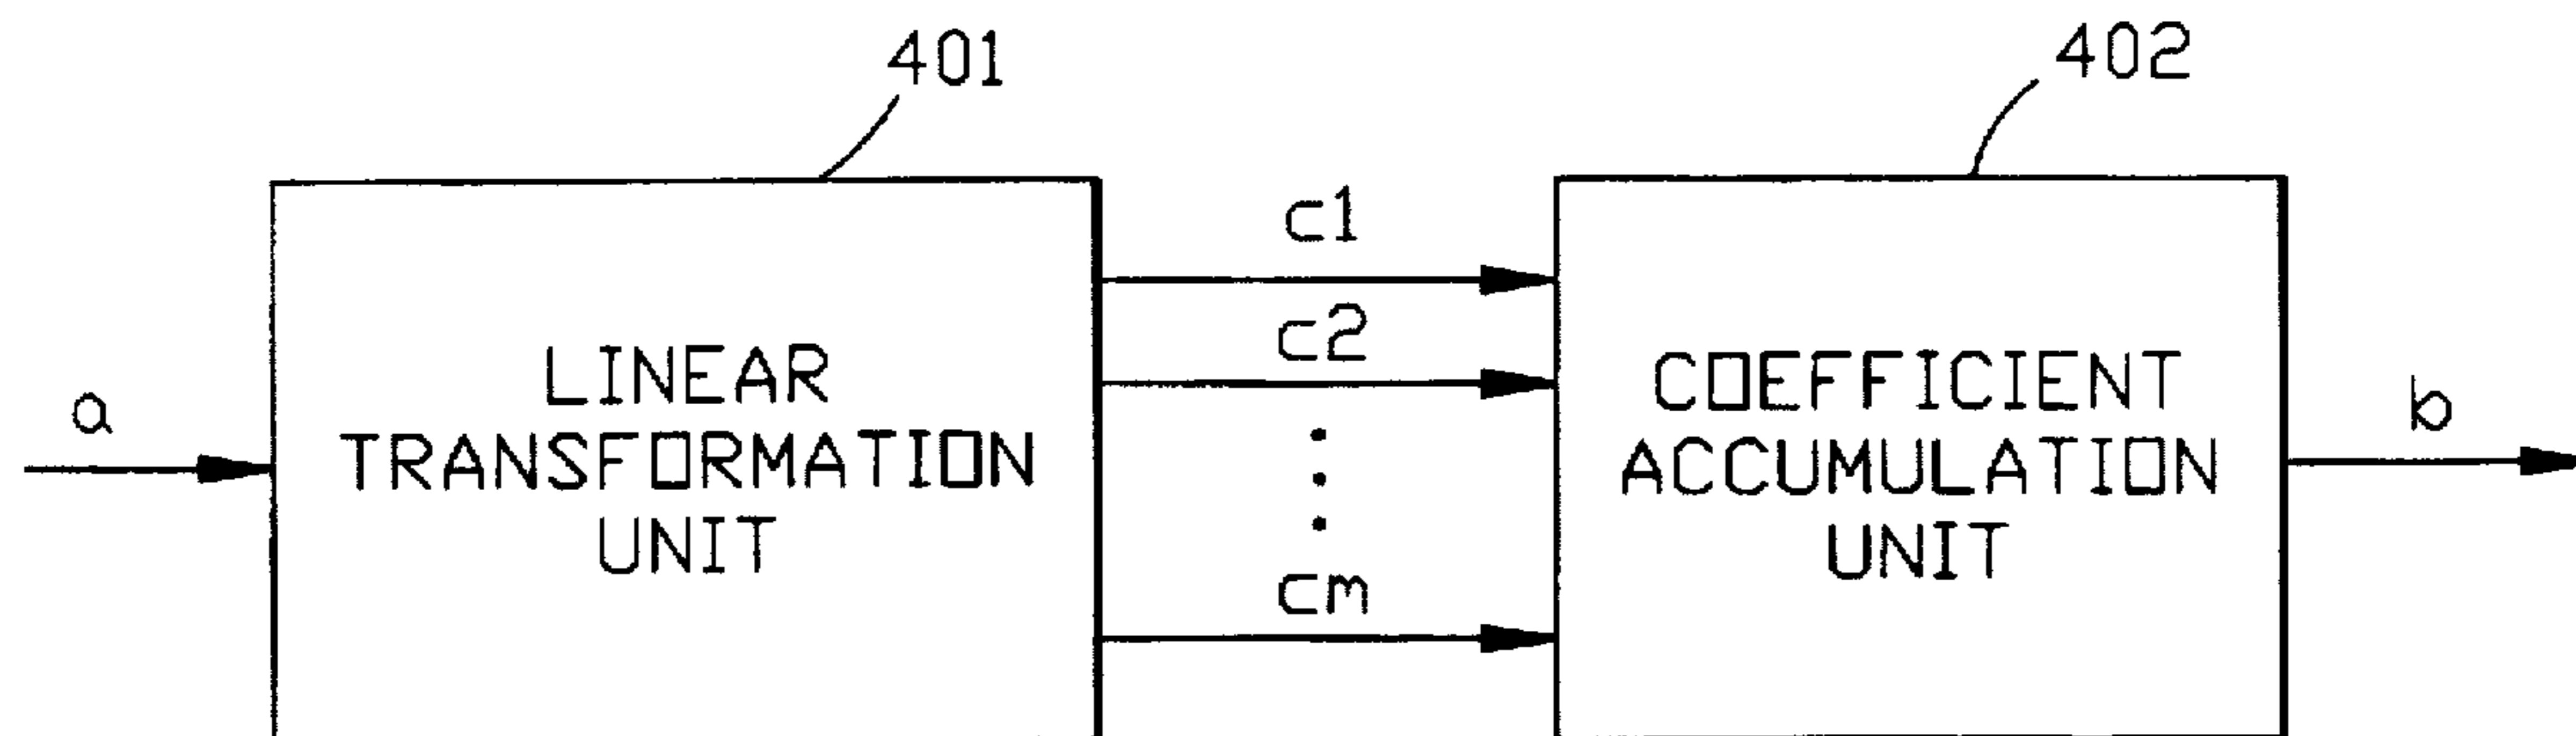 401
402
c1
c2
cm
a
LINEAR
TRANSFORMATION
UNIT
COEFFICIENT
ACCUMULATION
UNIT
b